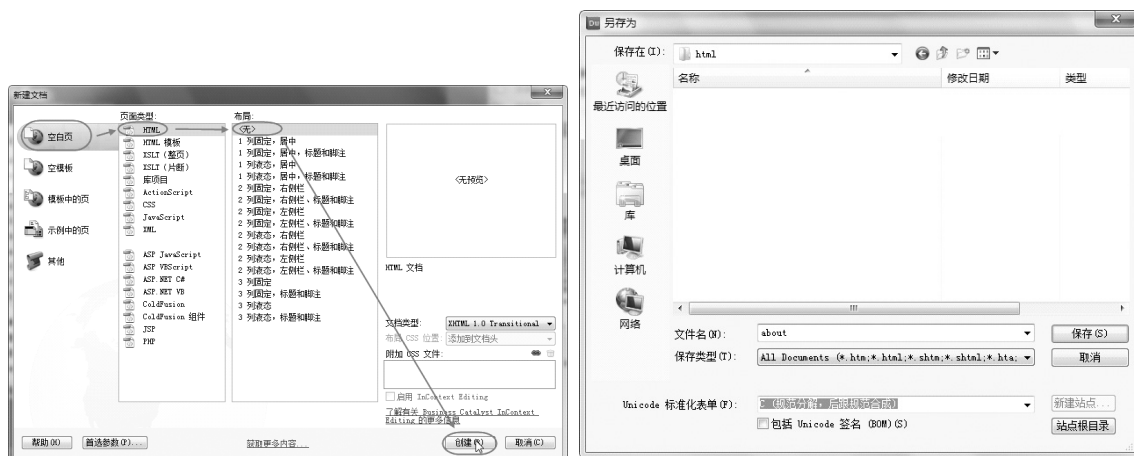 新建文档
空白页
空模板
模板中的页
示例中的页
其他
页面类型:
HTML
HTML 模板
XSLT (整页)
XSLT (片断)
库项目
ActionScript
CSS
JavaScript
XML
ASP JavaScript
ASP VBScript
ASP.NET C#
ASP.NET VB
ColdFusion
ColdFusion 组件
JSP
PHP
布局:
<无>
1 列固定，居中
1 列固定，居中，标题和脚注
1 列液态，居中
1 列液态，居中，标题和脚注
2 列固定，右侧栏
2 列固定，右侧栏、标题和脚注
2 列固定，左侧栏
2 列固定，左侧栏、标题和脚注
2 列液态，右侧栏
2 列液态，右侧栏、标题和脚注
2 列液态，左侧栏
2 列液态，左侧栏、标题和脚注
3 列固定
3 列固定，标题和脚注
3 列液态
3 列液态，标题和脚注
<无预览>
HTML 文档
文档类型: XHTML 1.0 Transitional
布局 CSS 位置: 添加到文档头
附加 CSS 文件:
启用 InContext Editing
了解有关 Business Catalyst InContext
Editing 的更多信息
帮助(H) 首选参数(P)... 获取更多内容... 创建(R) 取消(C)
Dw 另存为
保存在(I): html
名称 修改日期 类型
最近访问的位置
桌面
库
计算机
网络
文件名(N): about 保存(S)
保存类型(T): All Documents (*.htm;*.html;*.shtm;*.shtml;*.hta; 取消
Unicode 标准化表单(F): C (规范分解，后跟规范合成) 新建站点...
包括 Unicode 签名 (BOM)(S) 站点根目录